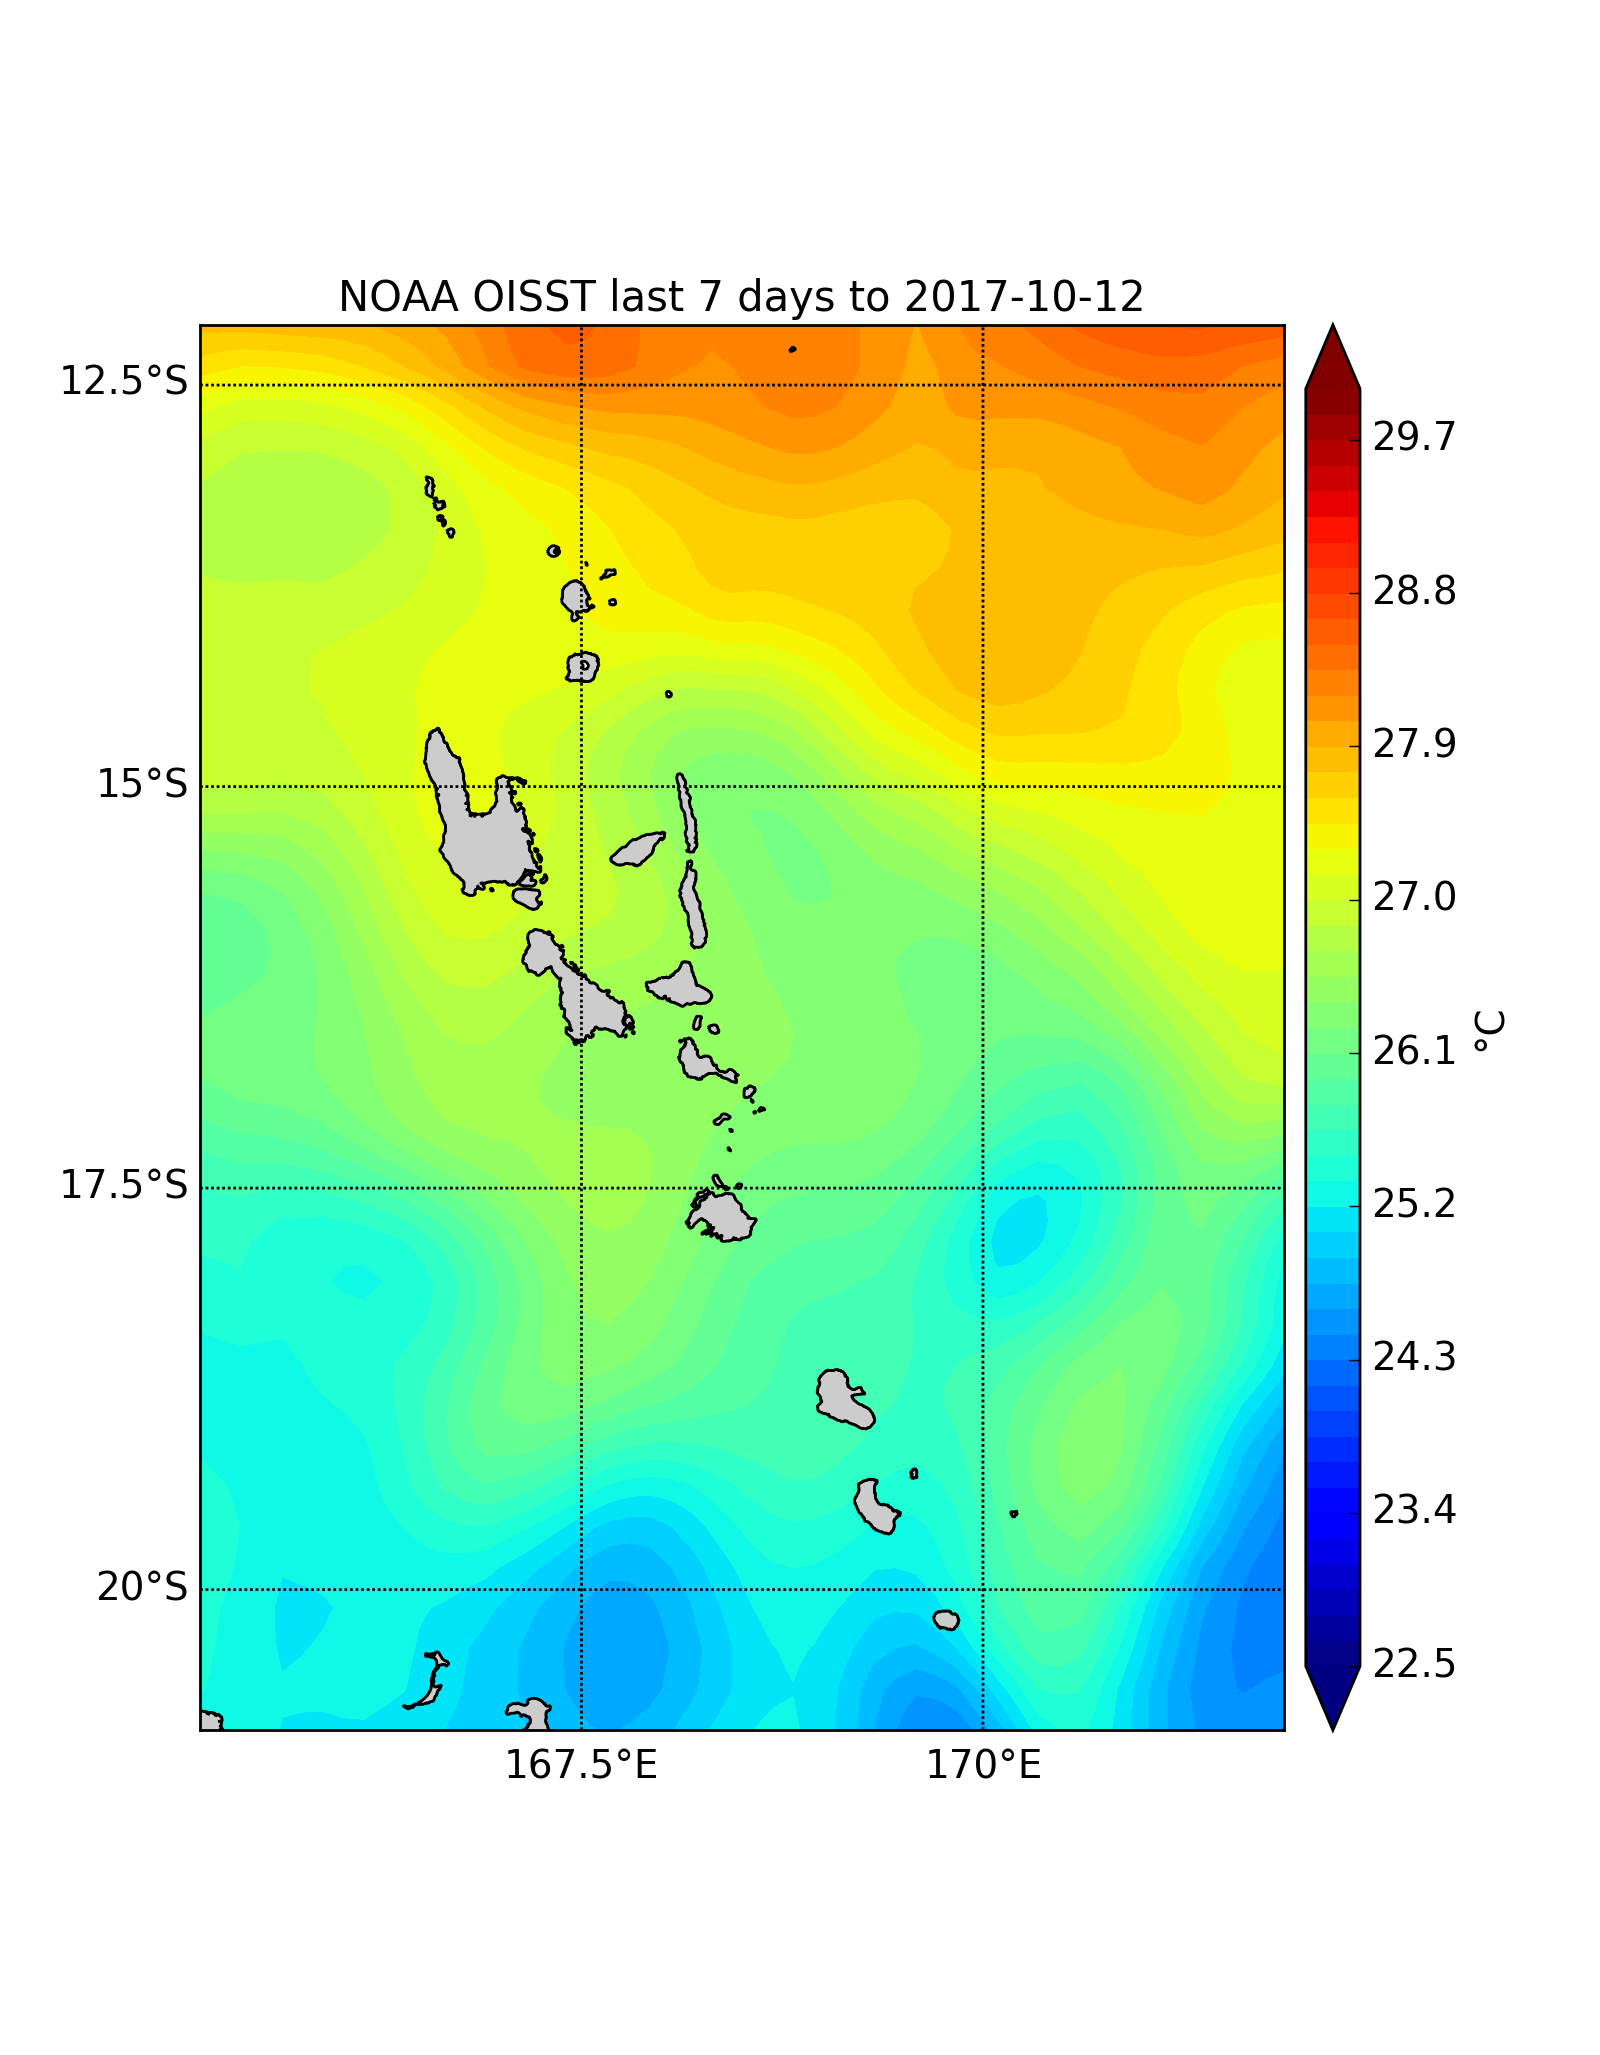 NOAA OISST last 7 days to 2017-10-12
12.5°S
15°S
17.5°S
20°S
167.5°E
170°E
29.7
28.8
27.9
27.0
26.1
25.2
24.3
23.4
22.5
°C